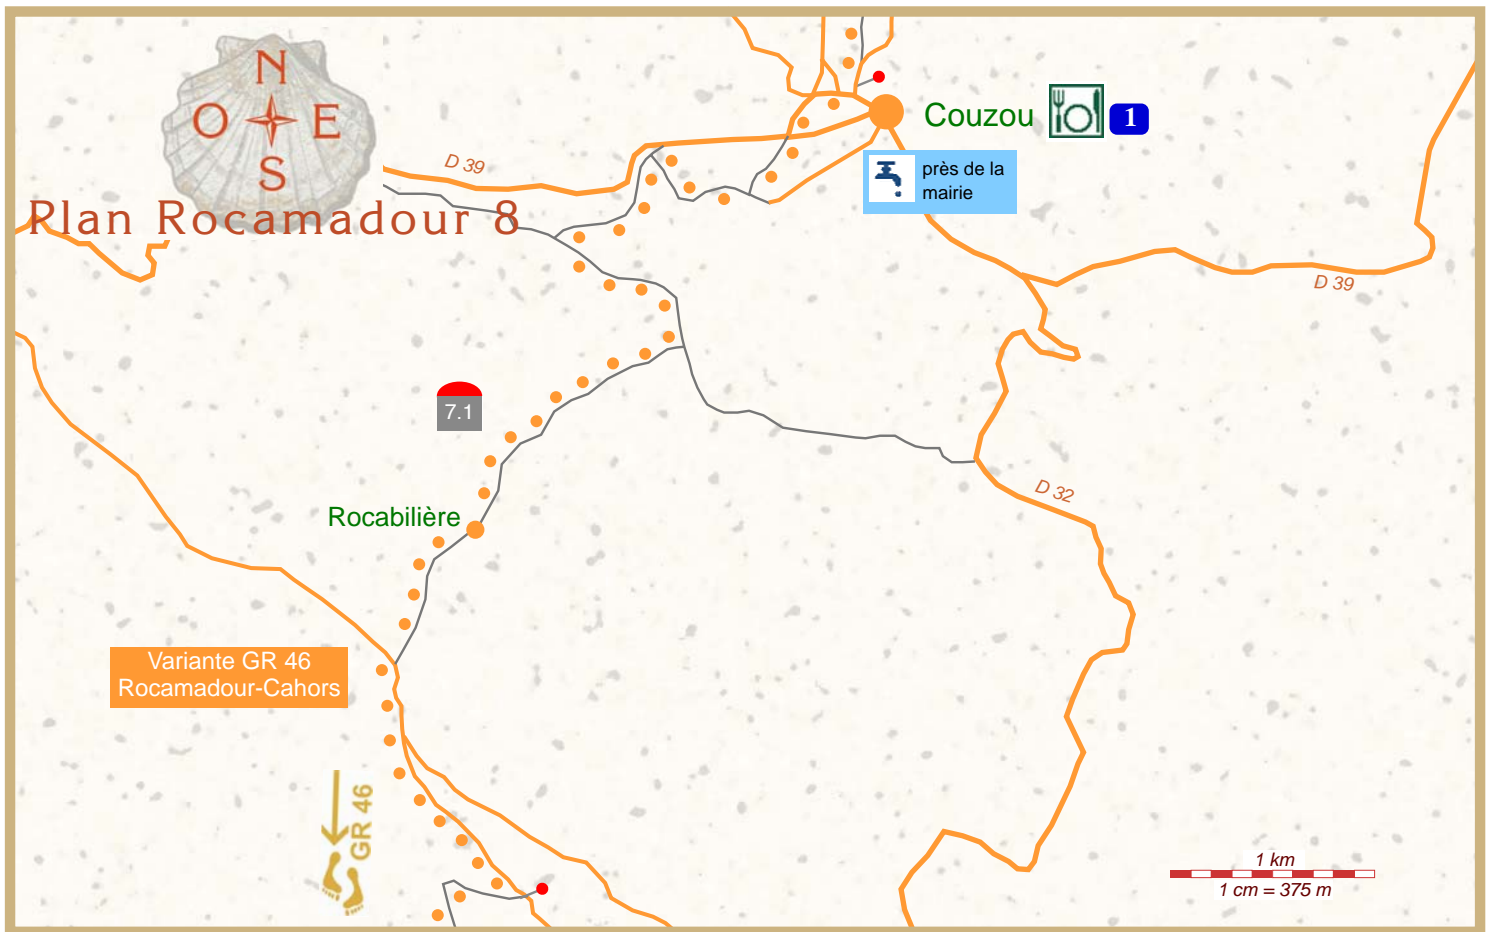 N
O E
S
Plan Rocamadour 8
D 39
Couzou
1
près de la
mairie
D 39
7.1
Rocabilière
D 32
Variante GR 46
Rocamadour-Cahors
GR 46
1 km
1 cm = 375 m